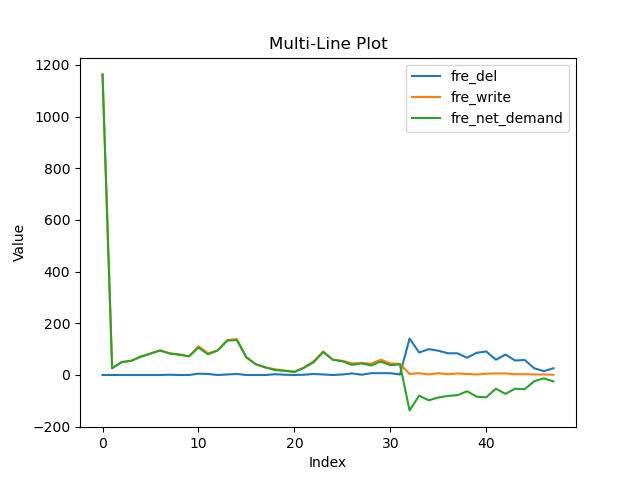 Multi-Line Plot
fre_del
fre_write
fre_net_demand
1200
1000
800
600
400
200
0
−200
Value
0 10 20 30 40
Index